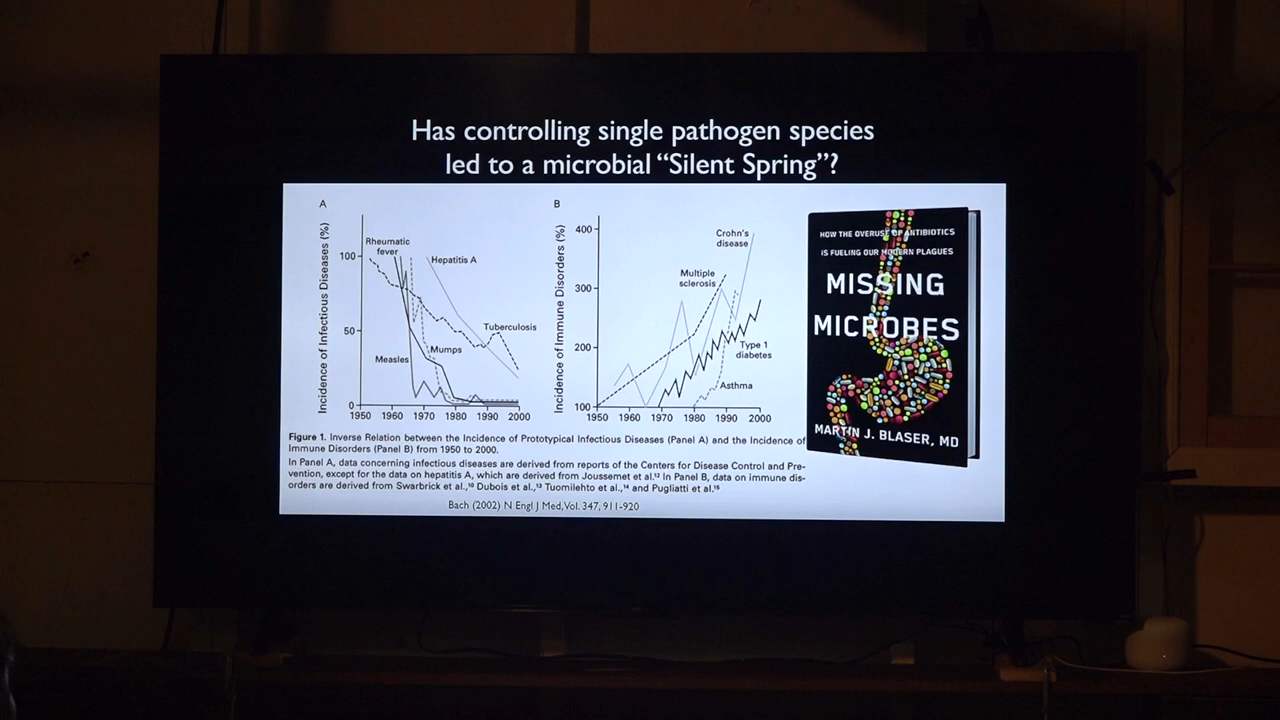 Has controlling single pathogen species
led to a microbial “Silent Spring”?
A
Incidence of Infectious Diseases (%)
100
50
0
Rheumatic
fever
Hepatitis A
Tuberculosis
Mumps
Measles
1950 1960 1970 1980 1990 2000
B
Incidence of Immune Disorders (%)
400
300
200
100
Crohn's
disease
Multiple
sclerosis
Type 1
diabetes
Asthma
1950 1960 1970 1980 1990 2000
Figure 1. Inverse Relation between the Incidence of Prototypical Infectious Diseases (Panel A) and the Incidence of
Immune Disorders (Panel B) from 1950 to 2000.
In Panel A, data concerning infectious diseases are derived from reports of the Centers for Disease Control and Pre-
vention, except for the data on hepatitis A, which are derived from Joussemet et al.¹² In Panel B, data on immune dis-
orders are derived from Swarbrick et al.,¹⁰ Dubois et al.,¹³ Tuomilehto et al.,¹⁴ and Pugliatti et al.¹⁵
Bach (2002) N Engl J Med, Vol. 347, 911-920
HOW THE OVERUSE OF ANTIBIOTICS
IS FUELING OUR MODERN PLAGUES
MISSING
MICROBES
MARTIN J. BLASER, MD